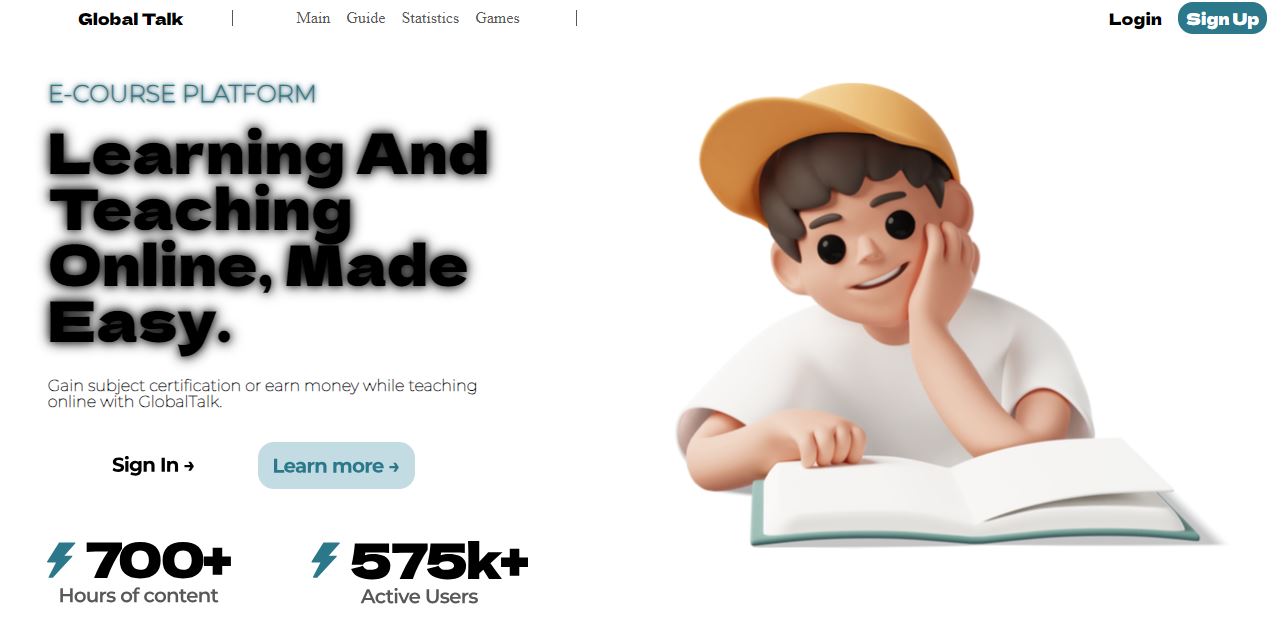 Global Talk
Main Guide Statistics Games
Login
Sign Up
E-COURSE PLATFORM
Learning And
Teaching
Online, Made
Easy.
Gain subject certification or earn money while teaching
online with GlobalTalk.
Sign In →
Learn more →
700+
Hours of content
575k+
Active Users